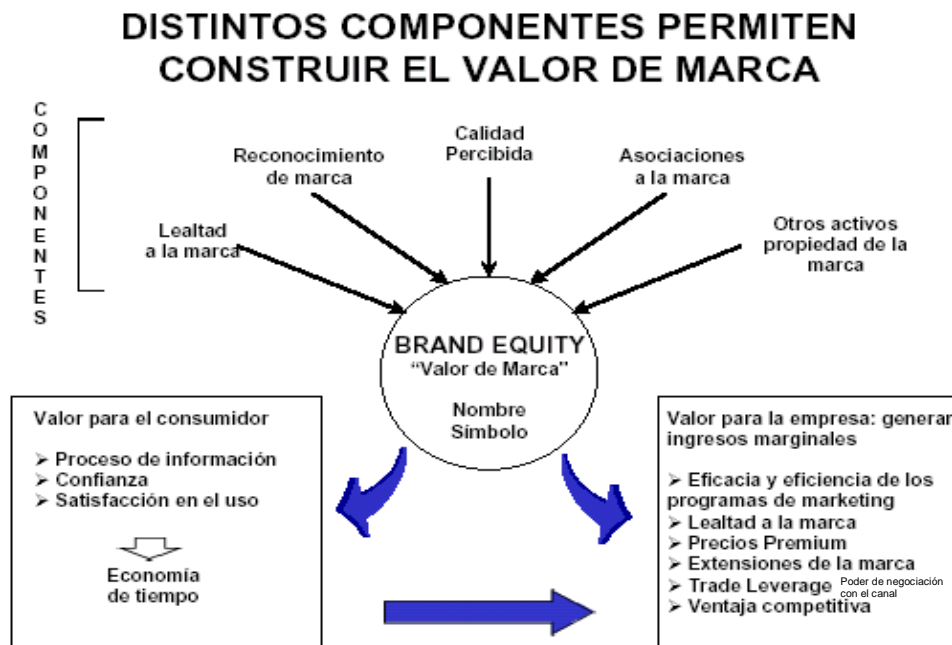 DISTINTOS COMPONENTES PERMITEN
CONSTRUIR EL VALOR DE MARCA
COMPONENTES
Lealtad
a la marca
Reconocimiento
de marca
Calidad
Percibida
Asociaciones
a la marca
Otros activos
propiedad de la
marca
BRAND EQUITY
“Valor de Marca”
Nombre
Símbolo
Valor para el consumidor
➢ Proceso de información
➢ Confianza
➢ Satisfacción en el uso
Economía
de tiempo
Valor para la empresa: generar
ingresos marginales
➢ Eficacia y eficiencia de los
programas de marketing
➢ Lealtad a la marca
➢ Precios Premium
➢ Extensiones de la marca
➢ Trade Leverage Poder de negociación
con el canal
➢ Ventaja competitiva